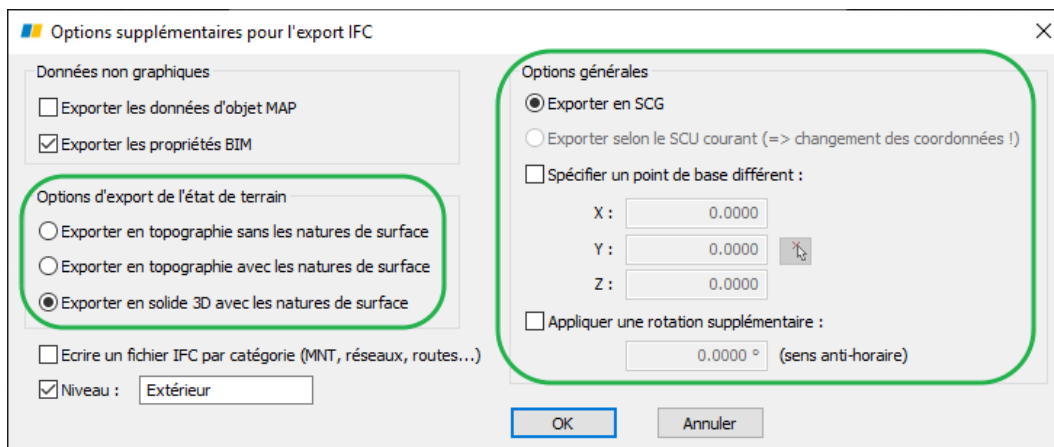 Options supplémentaires pour l'export IFC
Données non graphiques
Exporter les données d'objet MAP
Exporter les propriétés BIM
Options d'export de l'état de terrain
Exporter en topographie sans les natures de surface
Exporter en topographie avec les natures de surface
Exporter en solide 3D avec les natures de surface
Ecrire un fichier IFC par catégorie (MNT, réseaux, routes...)
Niveau : Extérieur
Options générales
Exporter en SCG
Exporter selon le SCU courant (=> changement des coordonnées !)
Spécifier un point de base différent :
X : 0.0000
Y : 0.0000
Z : 0.0000
Appliquer une rotation supplémentaire :
0.0000 ° (sens anti-horaire)
OK Annuler